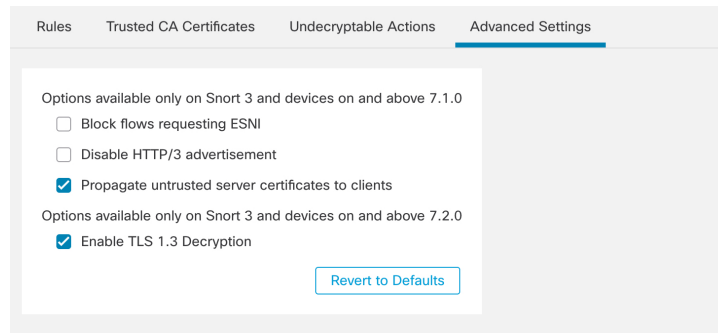 Rules Trusted CA Certificates Undecryptable Actions Advanced Settings
Options available only on Snort 3 and devices on and above 7.1.0
Block flows requesting ESNI
Disable HTTP/3 advertisement
Propagate untrusted server certificates to clients
Options available only on Snort 3 and devices on and above 7.2.0
Enable TLS 1.3 Decryption
Revert to Defaults